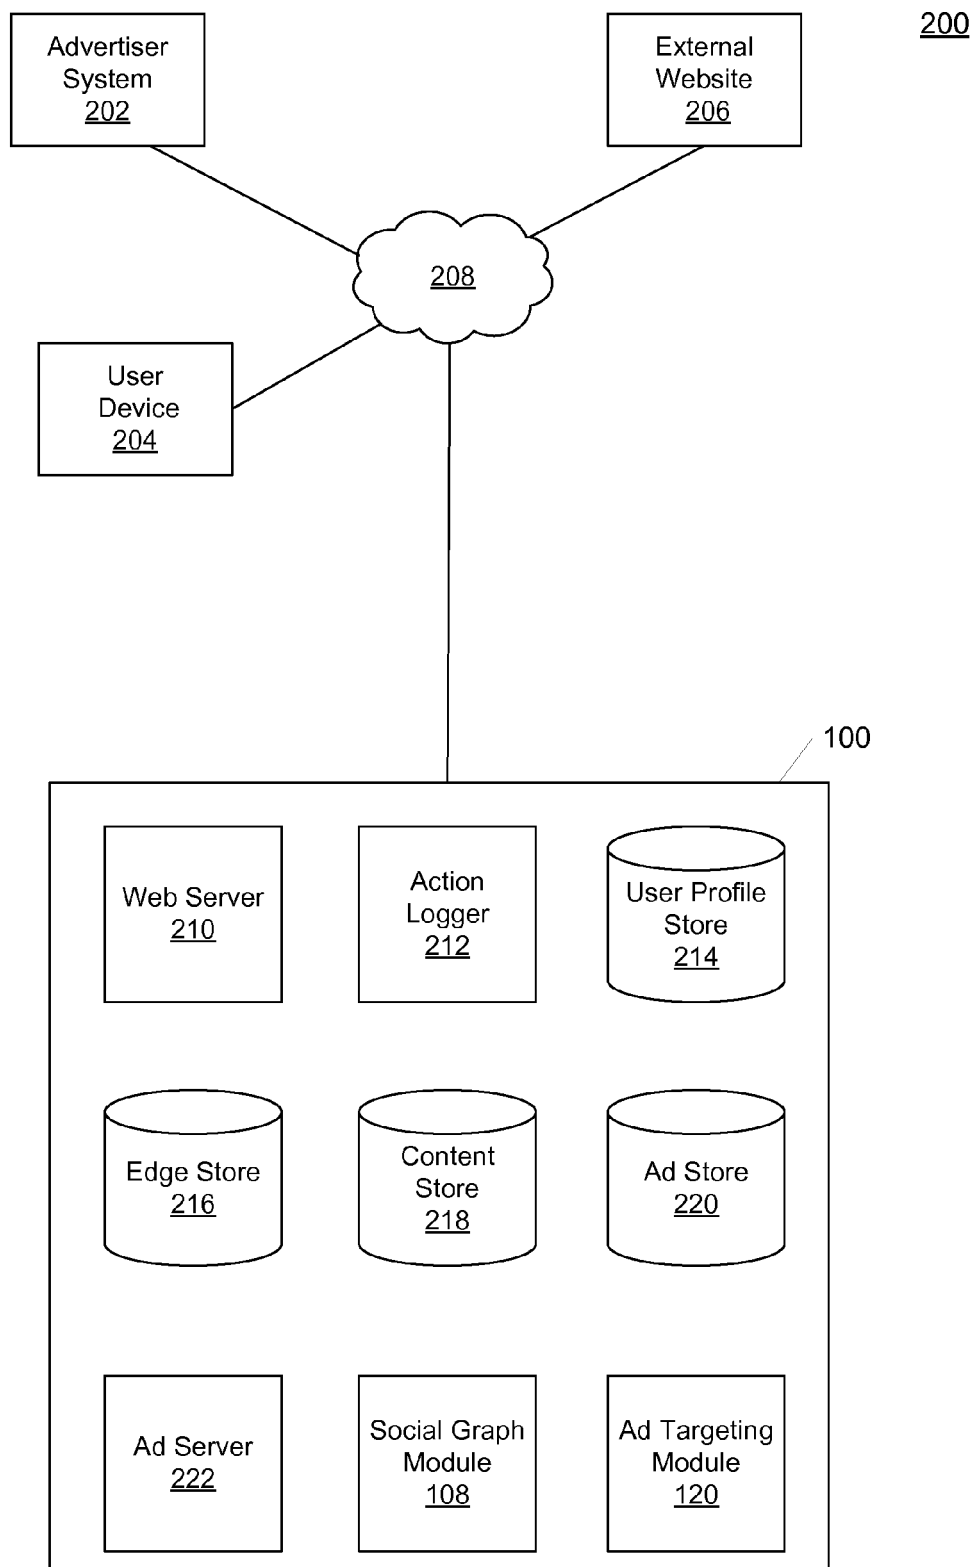 200
Advertiser
System
202
External
Website
206
208
User
Device
204
100
Web Server
210
Action
Logger
212
User Profile
Store
214
Edge Store
216
Content
Store
218
Ad Store
220
Ad Server
222
Social Graph
Module
108
Ad Targeting
Module
120